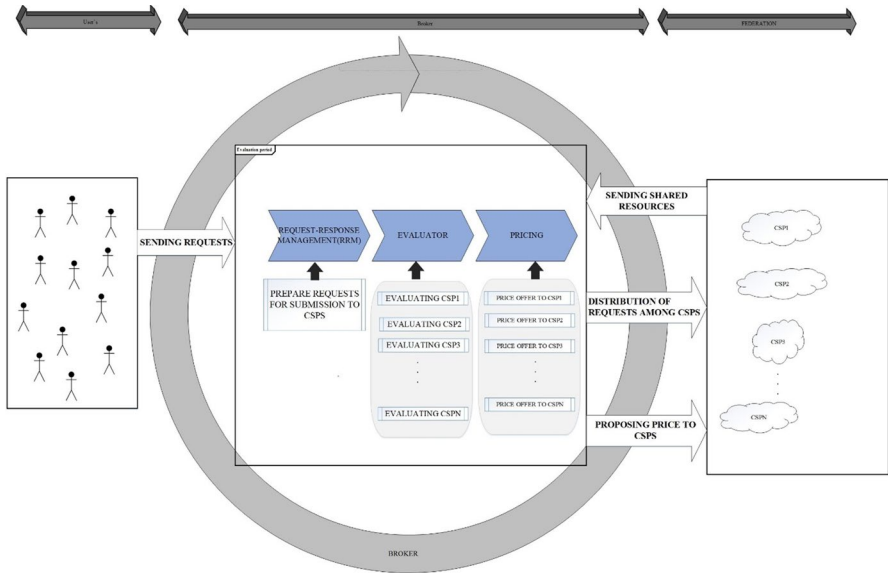 User's
Broker
FEDERATION
Evaluation period
SENDING REQUESTS
REQUEST-RESPONSE
MANAGEMENT(RRM)
EVALUATOR
PRICING
PREPARE REQUESTS
FOR SUBMISSION TO
CSPS
EVALUATING CSP1
EVALUATING CSP2
EVALUATING CSP3
.
.
.
EVALUATING CSPN
PRICE OFFER TO CSP1
PRICE OFFER TO CSP2
PRICE OFFER TO CSP3
.
.
.
PRICE OFFER TO CSPN
SENDING SHARED
RESOURCES
DISTRIBUTION OF
REQUESTS AMONG CSPS
PROPOSING PRICE TO
CSPS
CSP1
CSP2
CSP3
.
.
.
CSPN
BROKER